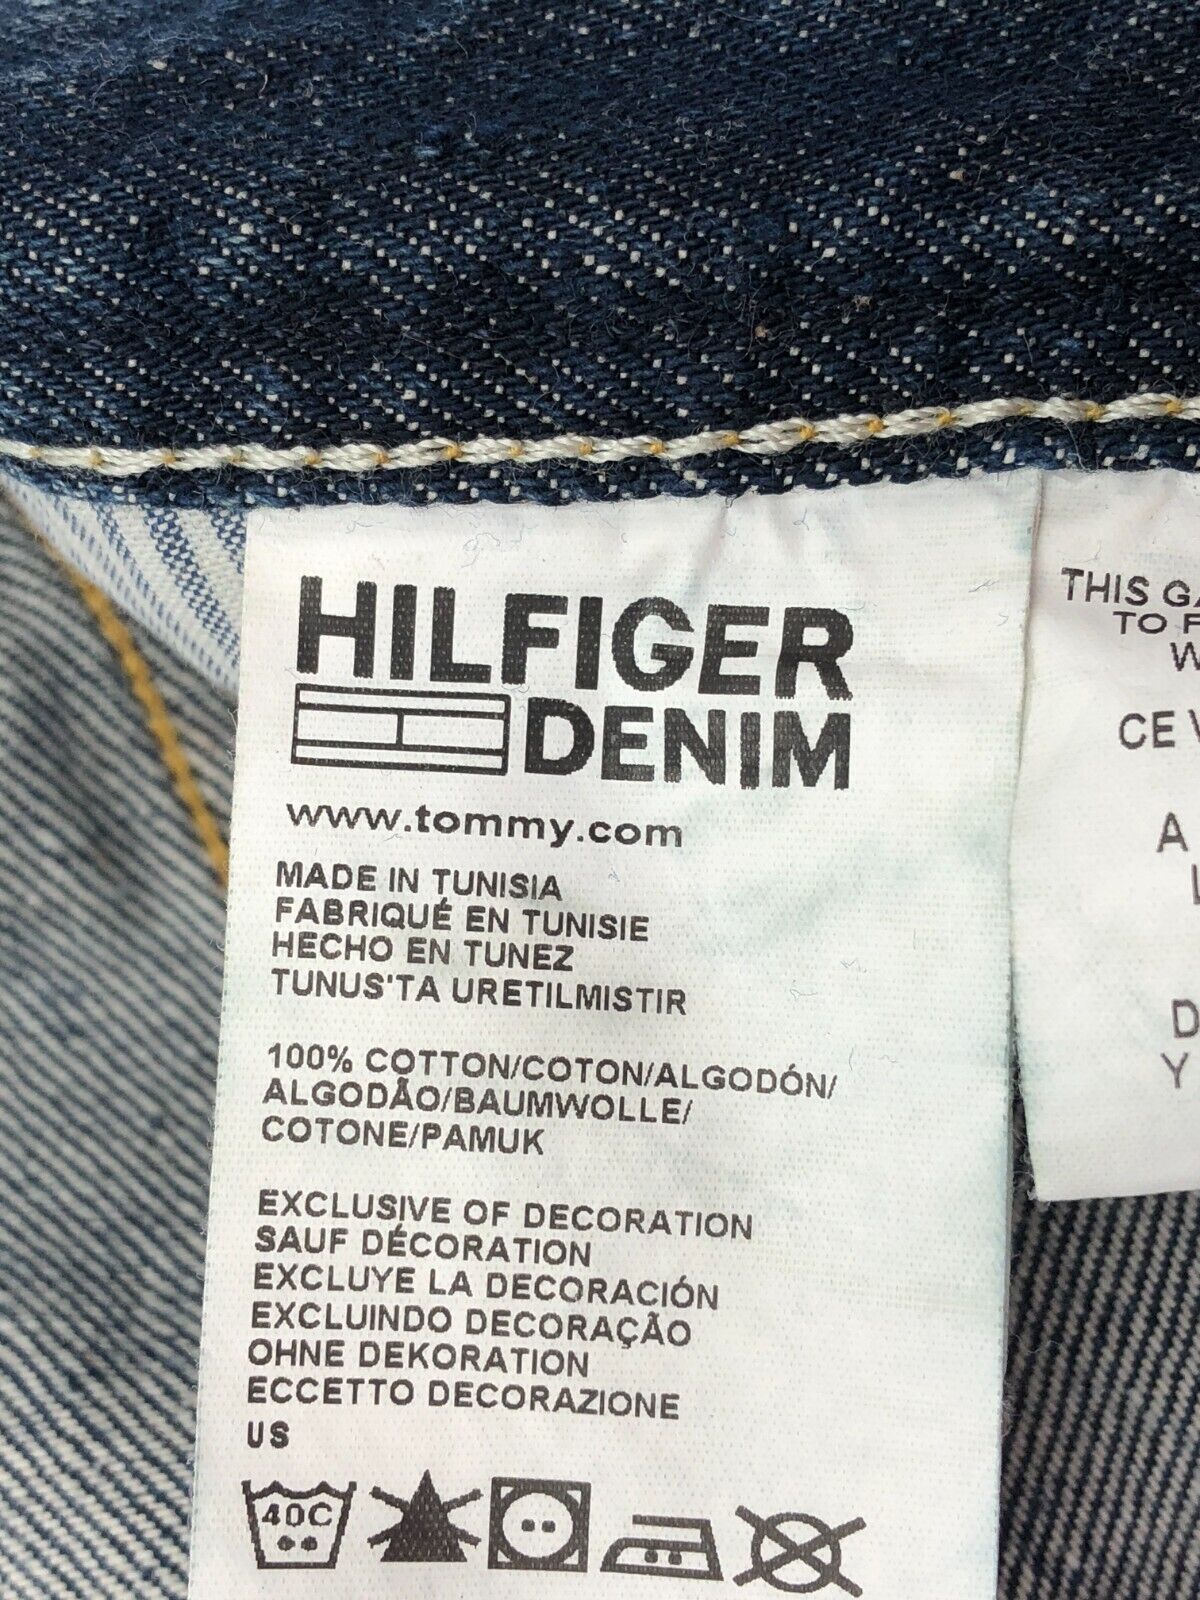 HILFIGER
DENIM
www.tommy.com
MADE IN TUNISIA
FABRIQUÉ EN TUNISIE
HECHO EN TUNEZ
TUNUS'TA URETILMISTIR
100% COTTON/COTON/ALGODÓN/
ALGODÃO/BAUMWOLLE/
COTONE/PAMUK
EXCLUSIVE OF DECORATION
SAUF DÉCORATION
EXCLUYE LA DECORACIÓN
EXCLUINDO DECORAÇÃO
OHNE DEKORATION
ECCETTO DECORAZIONE
US
40C
THIS
TO
CE
A